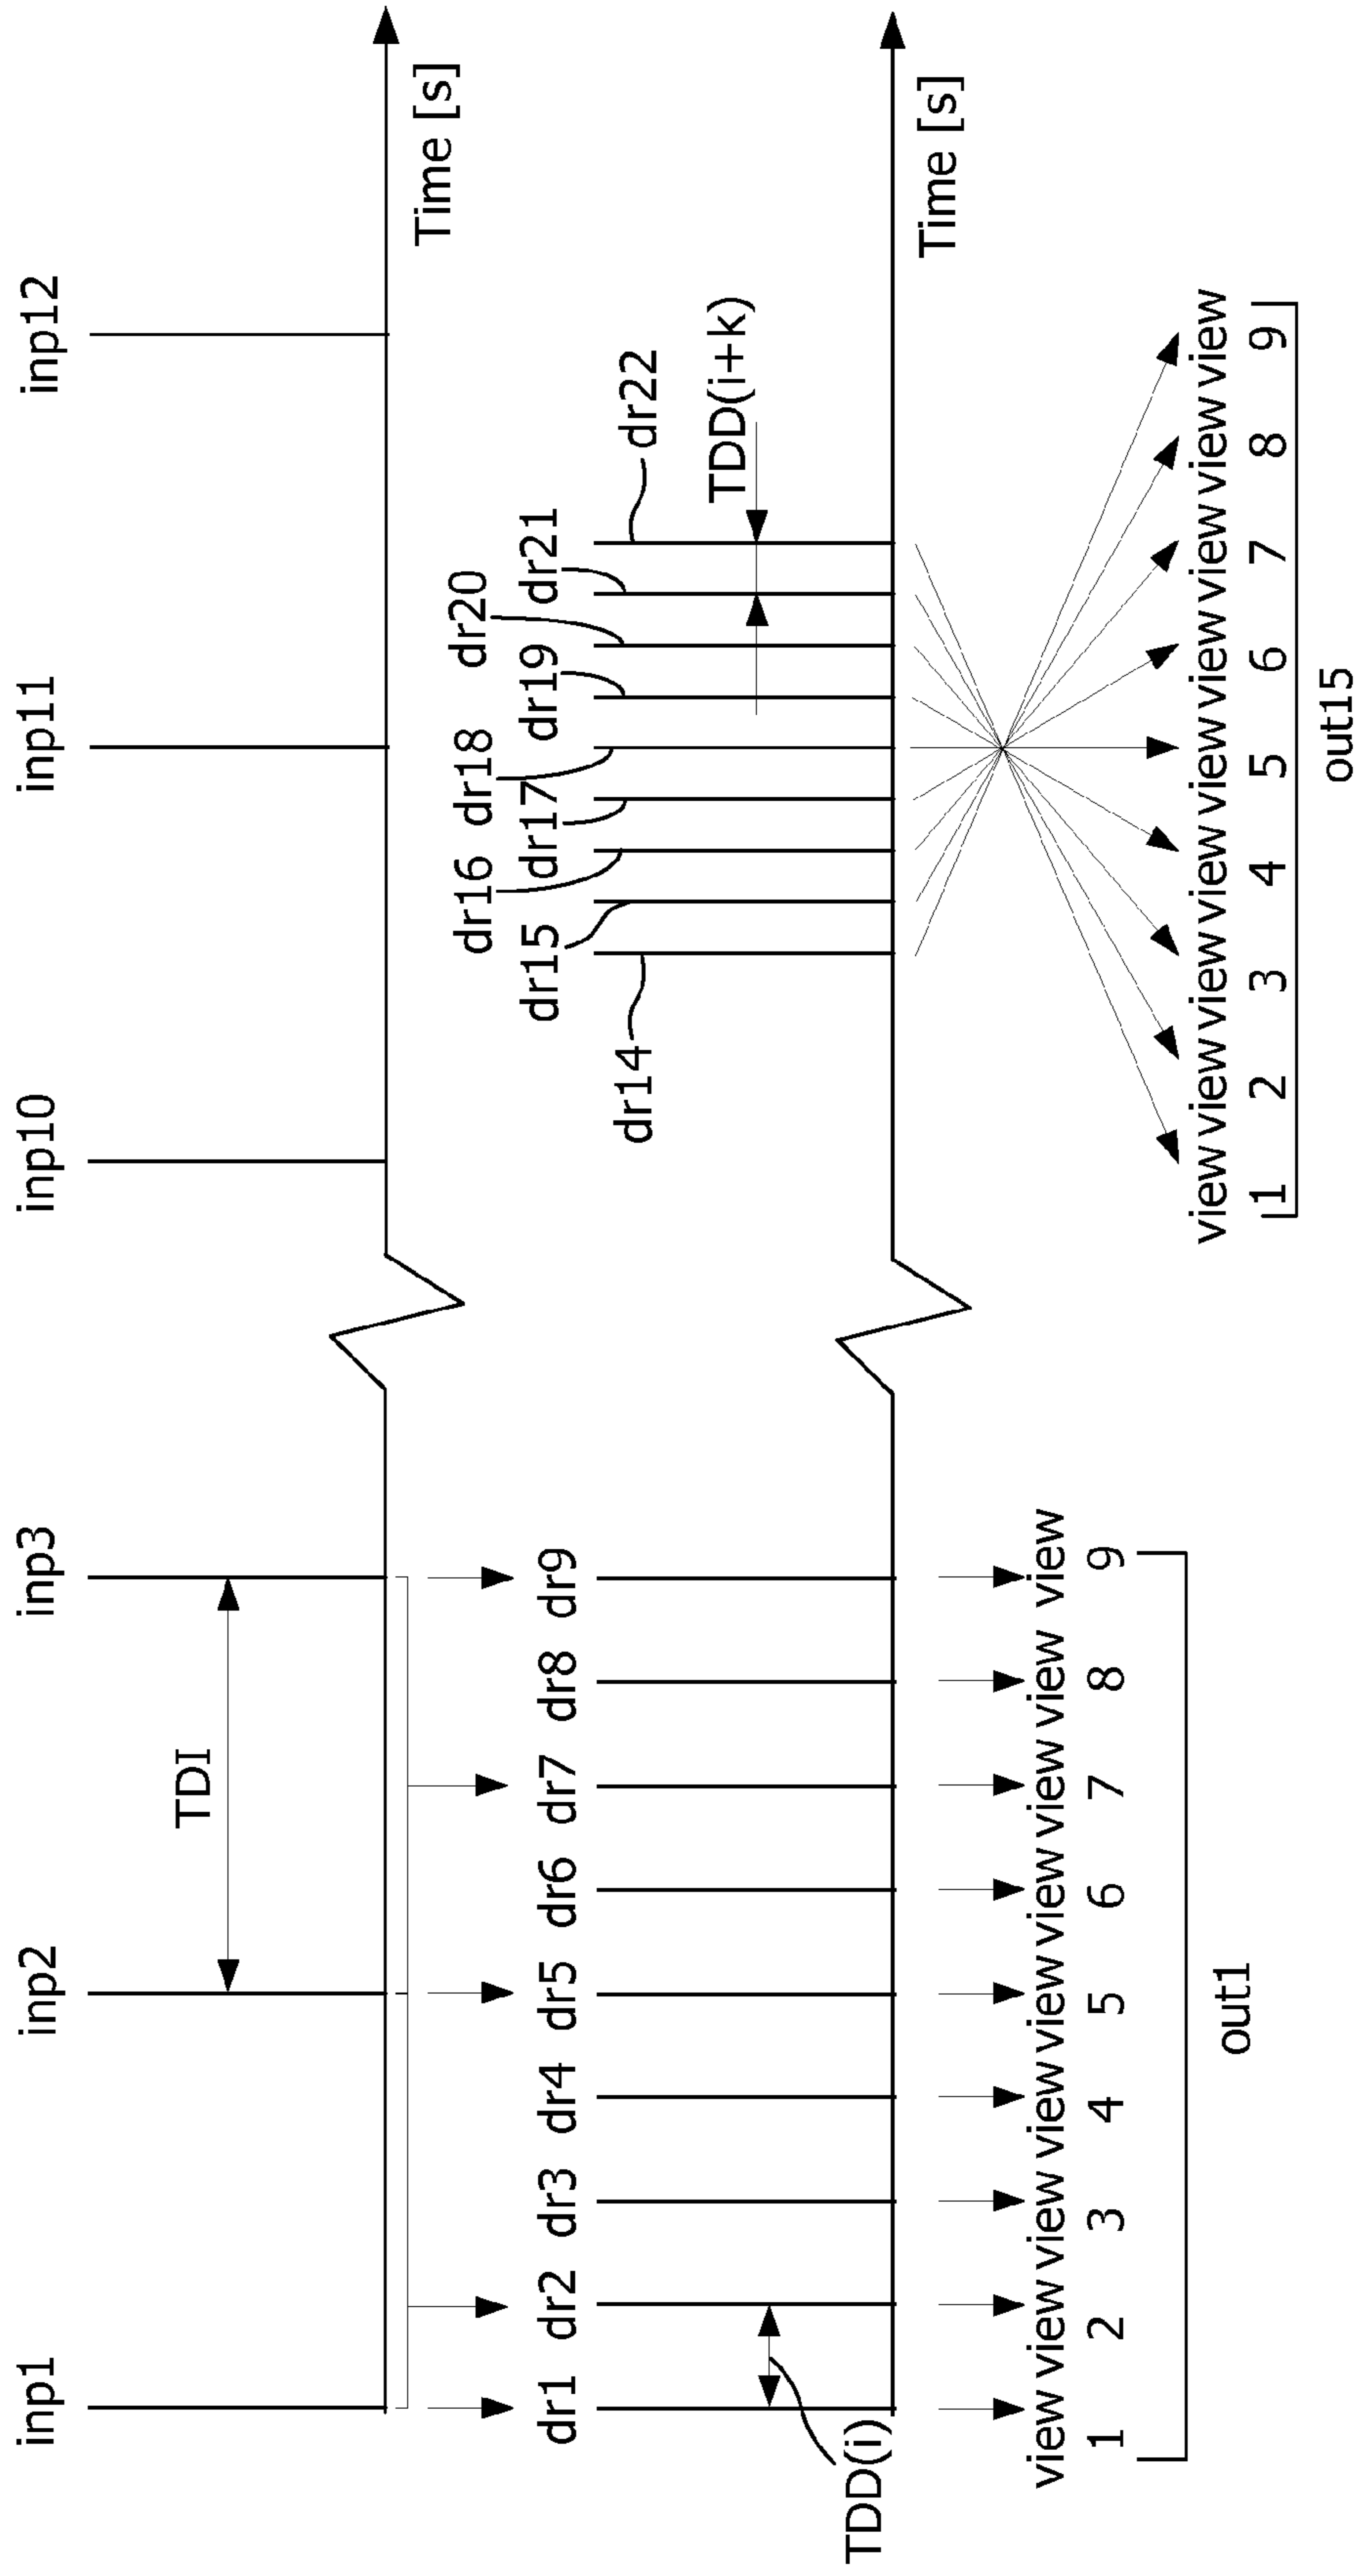 inp1
inp2
inp3
inp10
inp11
inp12
TDI
Time [s]
dr1
dr2
dr3
dr4
dr5
dr6
dr7
dr8
dr9
dr14
dr15
dr16
dr17
dr18
dr19
dr20
dr21
dr22
TDD(i)
TDD(i+k)
Time [s]
view view view view view view view view view
1 2 3 4 5 6 7 8 9
out1
view view view view view view view view view
1 2 3 4 5 6 7 8 9
out15